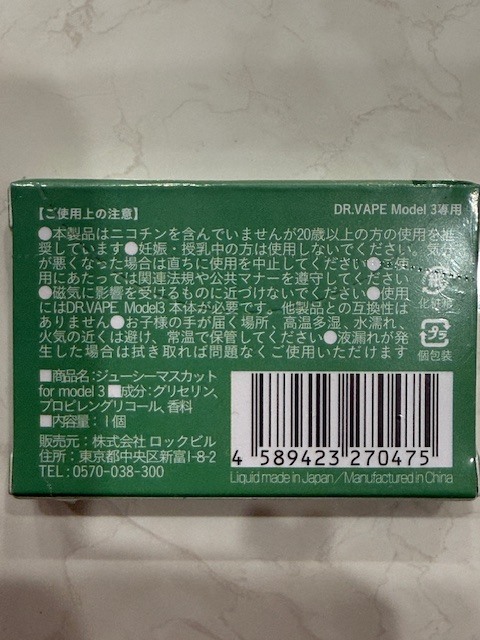 【ご使用上の注意】
DR.VAPE Model 3専用
●本製品はニコチンを含んでいませんが20歳以上の方の使用を推
奨しています●妊娠・授乳中の方は使用しないでください。気分
が悪くなった場合は直ちに使用を中止してください●ご使
用にあたっては関連法規や公共マナーを遵守してください
●磁気に影響を受けるものに近づけないでください●使用
にはDR.VAPE Model3 本体が必要です。他製品との互換性は
ありません●お子様の手が届く場所、高温多湿、水濡れ、
火気の近くは避け、常温で保管してください●液漏れが発
生した場合は拭き取れば問題なくご使用いただけます
紙
化粧箱
プラ
個包装
■商品名:ジューシーマスカット
for model 3 ■成分:グリセリン、
プロピレングリコール、香料
■内容量:1個
販売元:株式会社 ロックビル
住所:東京都中央区新富1-8-2
TEL:0570-038-300
4 589423 270475
Liquid made in Japan／Manufactured in China